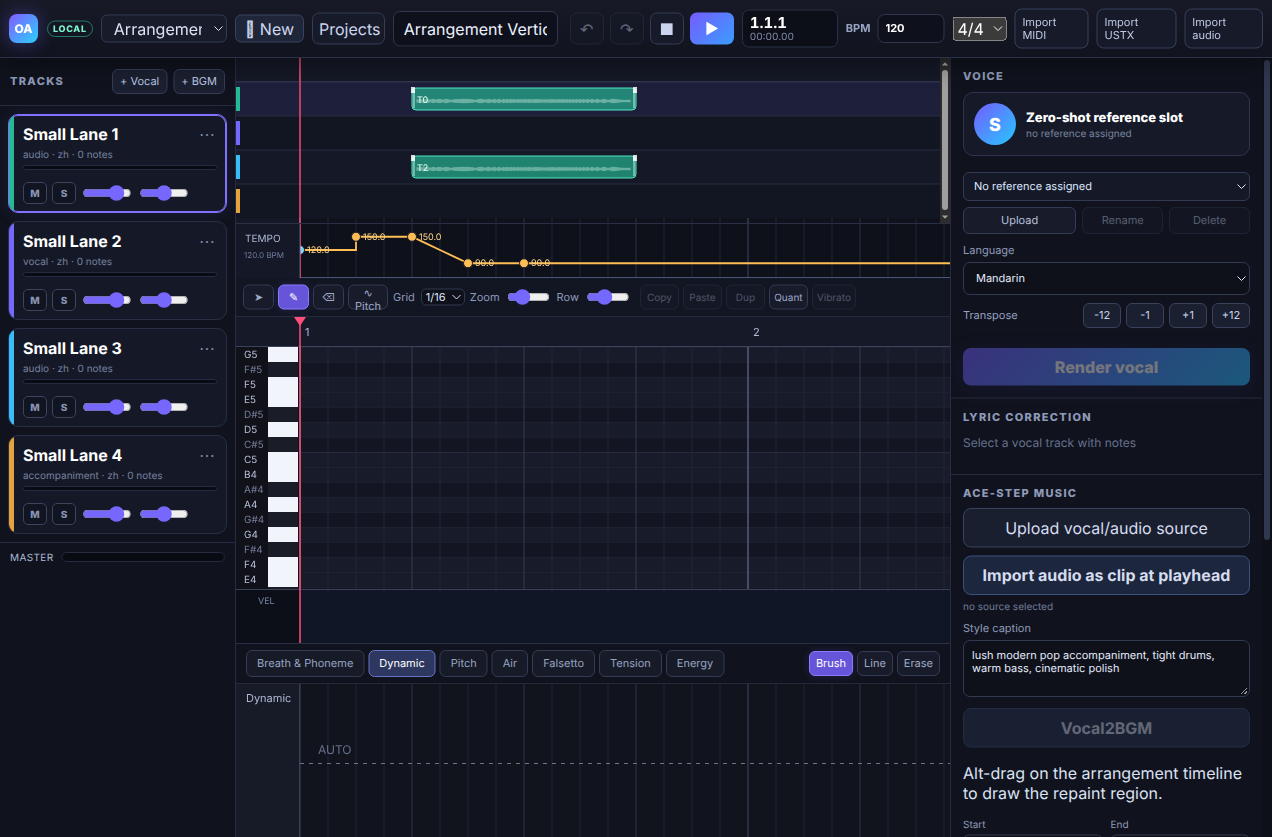 OA LOCAL Arrangemer New Projects Arrangement Vertic 1.1.1 BPM 120 4/4 Import MIDI Import USTX Import audio
00:00.00
TRACKS + Vocal + BGM
Small Lane 1 ...
audio · zh · 0 notes
M S
Small Lane 2 ...
vocal · zh · 0 notes
M S
Small Lane 3 ...
audio · zh · 0 notes
M S
Small Lane 4 ...
accompaniment · zh · 0 notes
M S
MASTER
T0
T2
TEMPO
120.0 BPM
120.0 150.0 150.0 90.0 90.0
Pitch Grid 1/16 Zoom Row Copy Paste Dup Quant Vibrato
1 2
G5
F#5
F5
E5
D#5
D5
C#5
C5
B4
A#4
A4
G#4
G4
F#4
F4
E4
VEL
Breath & Phoneme Dynamic Pitch Air Falsetto Tension Energy Brush Line Erase
Dynamic
AUTO
VOICE
S Zero-shot reference slot
no reference assigned
No reference assigned
Upload Rename Delete
Language
Mandarin
Transpose -12 -1 +1 +12
Render vocal
LYRIC CORRECTION
Select a vocal track with notes
ACE-STEP MUSIC
Upload vocal/audio source
Import audio as clip at playhead
no source selected
Style caption
lush modern pop accompaniment, tight drums,
warm bass, cinematic polish
Vocal2BGM
Alt-drag on the arrangement timeline
to draw the repaint region.
Start End